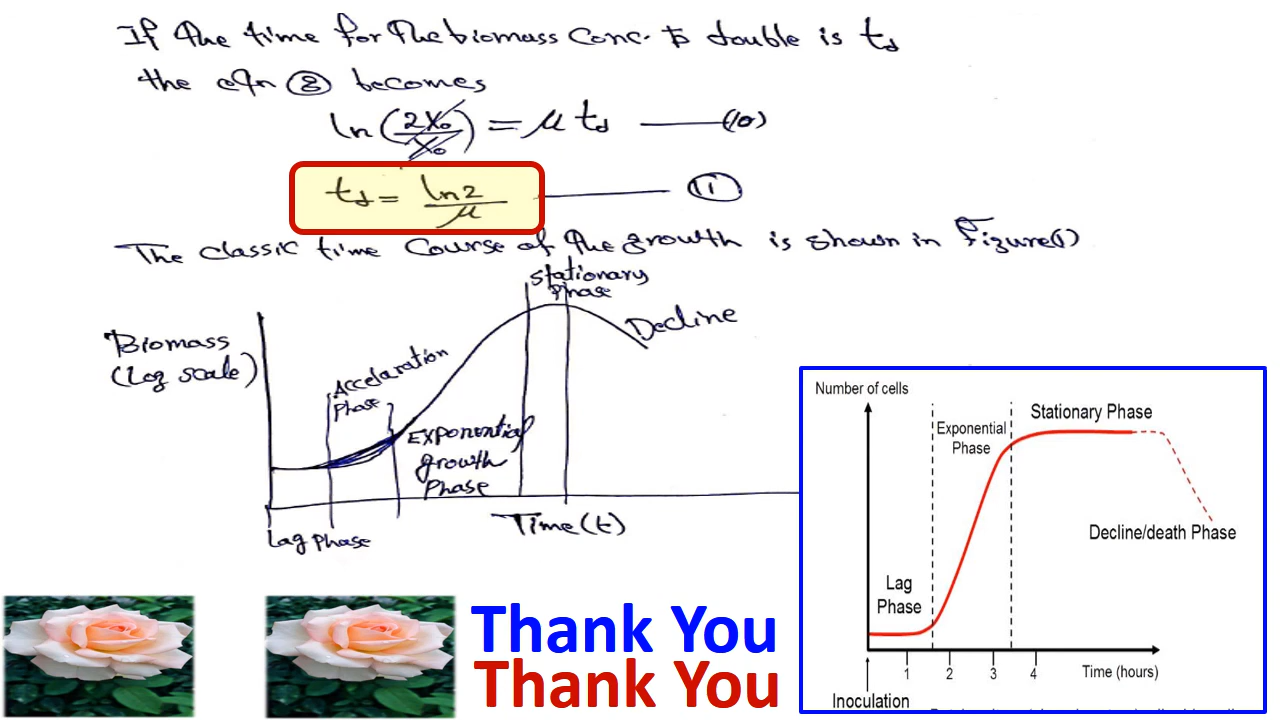 If the time for the biomass conc. to double is td
the eqn ⑧ becomes
ln (2X₀/X₀) = μ td —— (10)
td = ln2/μ —— ⑪
The classic time course of the growth is shown in Figure(1)
Stationary
Phase
Decline
Biomass
(Log scale)
Accelaration
Phase
Exponential
growth
Phase
Time(t)
Lag Phase
Number of cells
Stationary Phase
Exponential
Phase
Decline/death Phase
Lag
Phase
1 2 3 4 Time (hours)
Inoculation
Thank You
Thank You